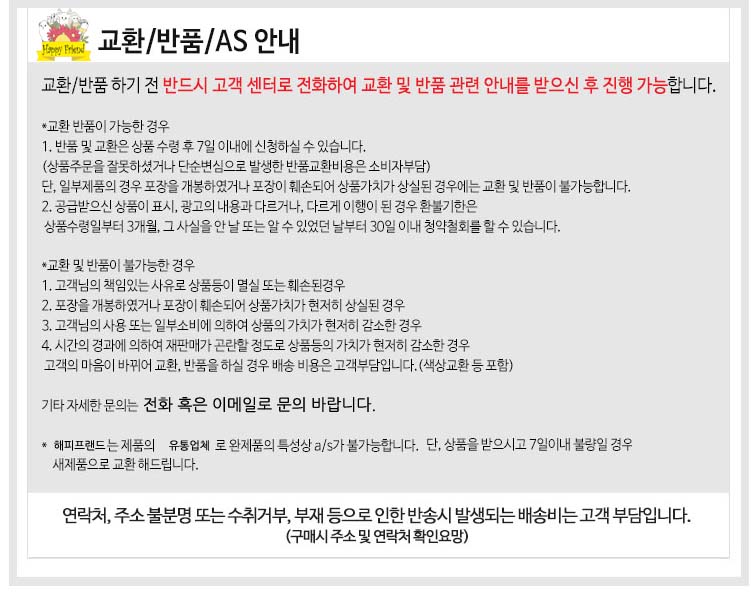 Happy Friend
교환/반품/AS 안내
교환/반품 하기 전 반드시 고객 센터로 전화하여 교환 및 반품 관련 안내를 받으신 후 진행 가능합니다.
*교환 반품이 가능한 경우
1. 반품 및 교환은 상품 수령 후 7일 이내에 신청하실 수 있습니다.
(상품주문을 잘못하셨거나 단순변심으로 발생한 반품교환비용은 소비자부담)
단, 일부제품의 경우 포장을 개봉하였거나 포장이 훼손되어 상품가치가 상실된 경우에는 교환 및 반품이 불가능합니다.
2. 공급받으신 상품이 표시, 광고의 내용과 다르거나, 다르게 이행이 된 경우 환불기한은
상품수령일부터 3개월, 그 사실을 안 날 또는 알 수 있었던 날부터 30일 이내 청약철회를 할 수 있습니다.
*교환 및 반품이 불가능한 경우
1. 고객님의 책임있는 사유로 상품등이 멸실 또는 훼손된경우
2. 포장을 개봉하였거나 포장이 훼손되어 상품가치가 현저히 상실된 경우
3. 고객님의 사용 또는 일부소비에 의하여 상품의 가치가 현저히 감소한 경우
4. 시간의 경과에 의하여 재판매가 곤란할 정도로 상품등의 가치가 현저히 감소한 경우
고객의 마음이 바뀌어 교환, 반품을 하실 경우 배송 비용은 고객부담입니다.(색상교환 등 포함)
기타 자세한 문의는 전화 혹은 이메일로 문의 바랍니다.
* 해피프랜드는 제품의 유통업체 로 완제품의 특성상 a/s가 불가능합니다. 단, 상품을 받으시고 7일이내 불량일 경우
새제품으로 교환 해드립니다.
연락처, 주소 불분명 또는 수취거부, 부재 등으로 인한 반송시 발생되는 배송비는 고객 부담입니다.
(구매시 주소 및 연락처 확인요망)